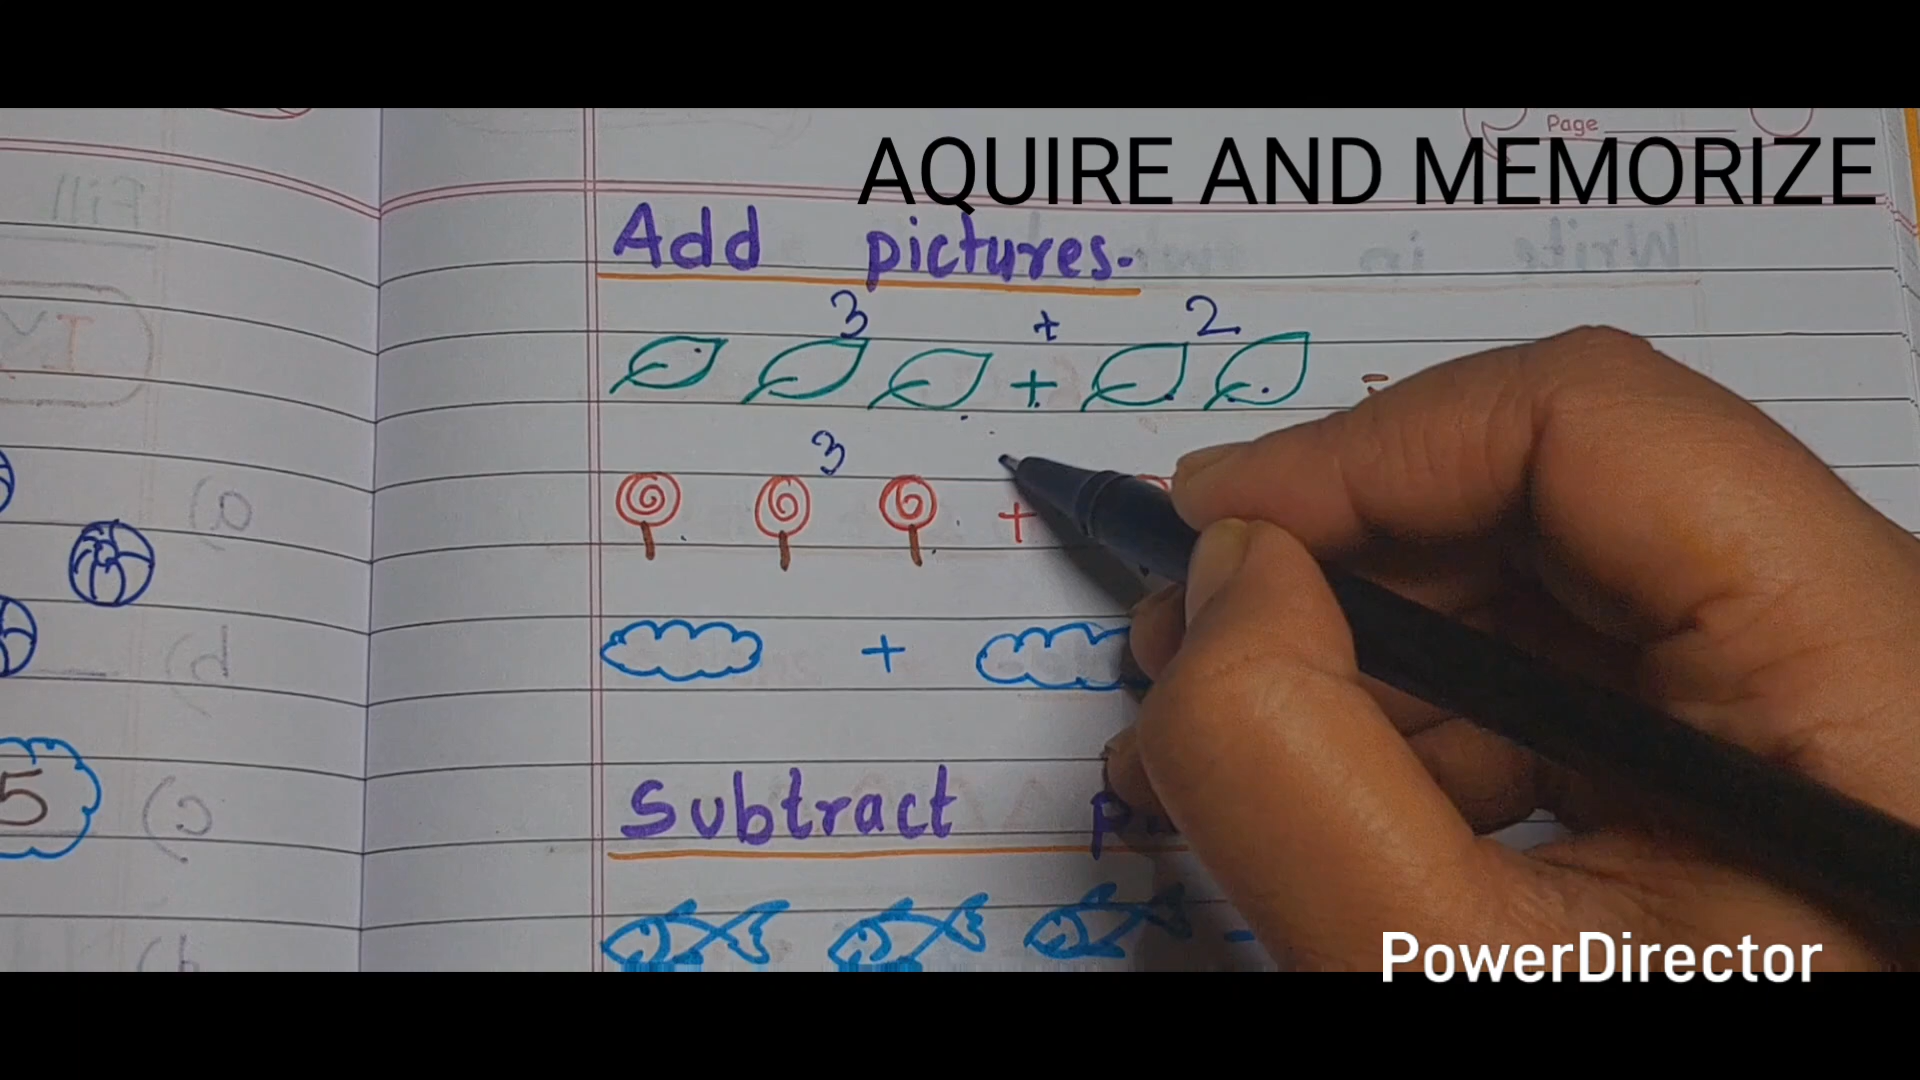 Page
AQUIRE AND MEMORIZE
Add pictures.
3 + 2
+
3
+
+
5
Subtract
PowerDirector